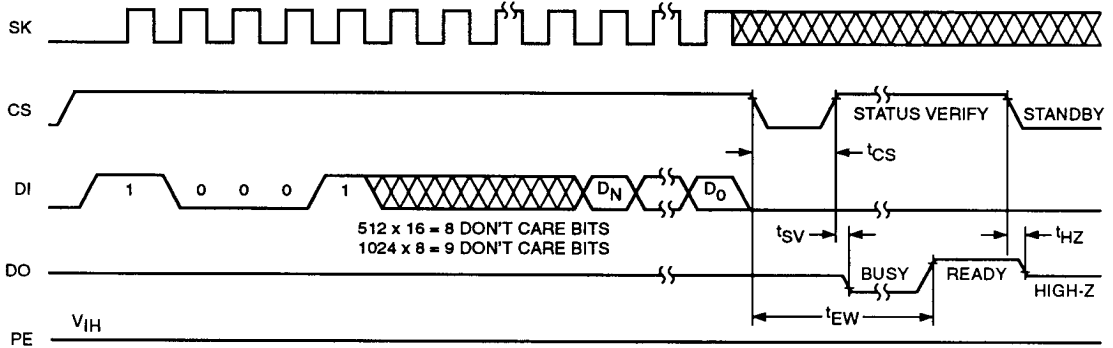 SK
CS
STATUS VERIFY
STANDBY
tCS
DI
1 0 0 0 1 DN D0
512 x 16 = 8 DON'T CARE BITS
1024 x 8 = 9 DON'T CARE BITS
tSV
tHZ
DO
BUSY
READY
HIGH-Z
tEW
VIH
PE